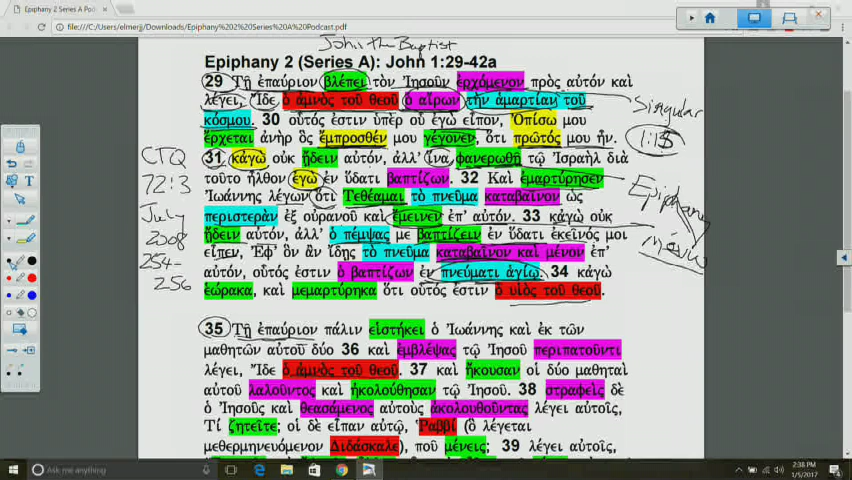 Epiphany 2 Series A Po
file:///C:/Users/elmerjj/Downloads/Epiphany %202%20Series%20A%20Podcast.pdf
John the Baptist
Epiphany 2 (Series A): John 1:29-42a
29 Τῇ ἐπαύριον βλέπει τὸν Ἰησοῦν ἐρχόμενον πρὸς αὐτόν καὶ
λέγει, Ἴδε ὁ ἀμνὸς τοῦ θεοῦ ὁ αἴρων τὴν ἁμαρτίαν τοῦ
κόσμου. 30 οὗτός ἐστιν ὑπὲρ οὗ ἐγὼ εἶπον, Ὀπίσω μου
ἔρχεται ἀνὴρ ὃς ἔμπροσθέν μου γέγονεν, ὅτι πρῶτός μου ἦν.
31 κἀγὼ οὐκ ᾔδειν αὐτόν, ἀλλ' ἵνα φανερωθῇ τῷ Ἰσραὴλ διὰ
τοῦτο ἦλθον ἐγὼ ἐν ὕδατι βαπτίζων. 32 Καὶ ἐμαρτύρησεν
Ἰωάννης λέγων ὅτι Τεθέαμαι τὸ πνεῦμα καταβαῖνον ὡς
περιστερὰν ἐξ οὐρανοῦ καὶ ἔμεινεν ἐπ' αὐτόν. 33 κἀγὼ οὐκ
ᾔδειν αὐτόν, ἀλλ' ὁ πέμψας με βαπτίζειν ἐν ὕδατι ἐκεῖνός μοι
εἶπεν, Ἐφ' ὃν ἂν ἴδῃς τὸ πνεῦμα καταβαῖνον καὶ μένον ἐπ'
αὐτόν, οὗτός ἐστιν ὁ βαπτίζων ἐν πνεύματι ἁγίῳ. 34 κἀγὼ
ἑώρακα, καὶ μεμαρτύρηκα ὅτι οὗτός ἐστιν ὁ υἱὸς τοῦ θεοῦ.
35 Τῇ ἐπαύριον πάλιν εἱστήκει ὁ Ἰωάννης καὶ ἐκ τῶν
μαθητῶν αὐτοῦ δύο 36 καὶ ἐμβλέψας τῷ Ἰησοῦ περιπατοῦντι
λέγει, Ἴδε ὁ ἀμνὸς τοῦ θεοῦ. 37 καὶ ἤκουσαν οἱ δύο μαθηταὶ
αὐτοῦ λαλοῦντος καὶ ἠκολούθησαν τῷ Ἰησοῦ. 38 στραφεὶς δὲ
ὁ Ἰησοῦς καὶ θεασάμενος αὐτοὺς ἀκολουθοῦντας λέγει αὐτοῖς,
Τί ζητεῖτε; οἱ δὲ εἶπαν αὐτῷ, Ῥαββί (ὃ λέγεται
μεθερμηνευόμενον Διδάσκαλε), ποῦ μένεις; 39 λέγει αὐτοῖς,
CTQ
72:3
July
2008
254-
256
Singular
1:15
Epiphany
μένω
Ask me anything
2:38 PM
1/5/2017